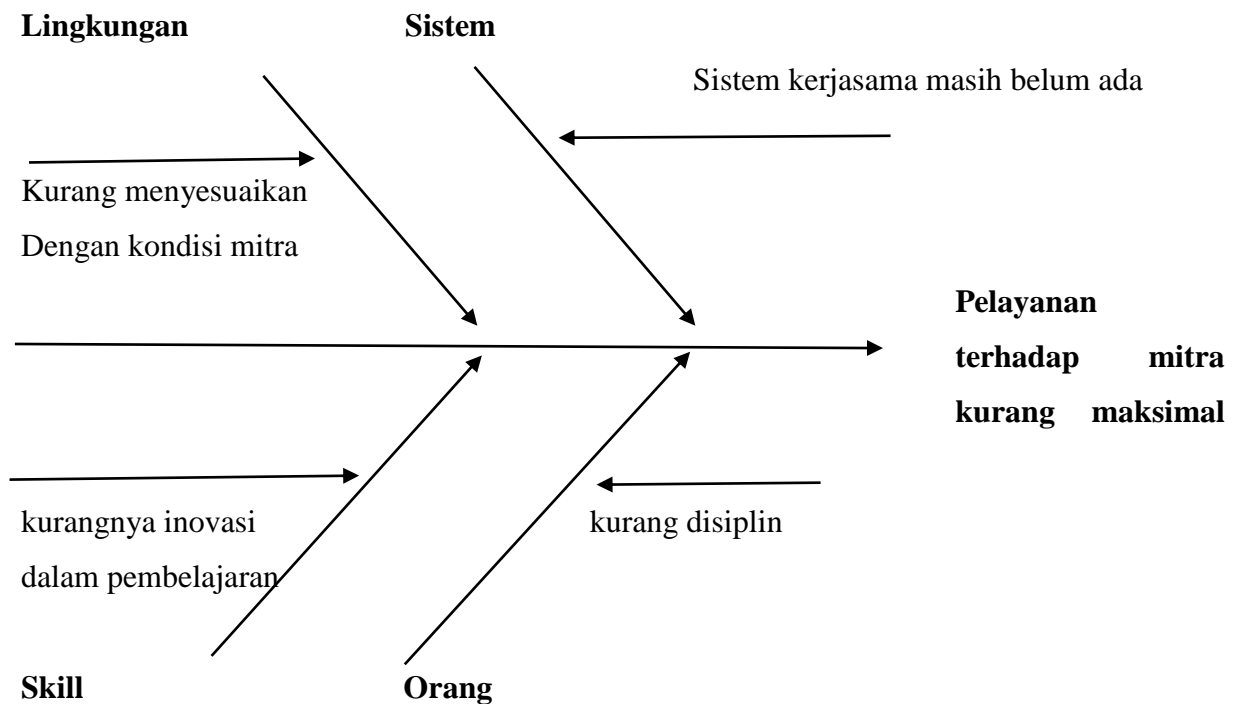 Lingkungan
Sistem
Sistem kerjasama masih belum ada
Kurang menyesuaikan
Dengan kondisi mitra
Pelayanan
terhadap mitra
kurang maksimal
kurangnya inovasi
dalam pembelajaran
kurang disiplin
Skill
Orang